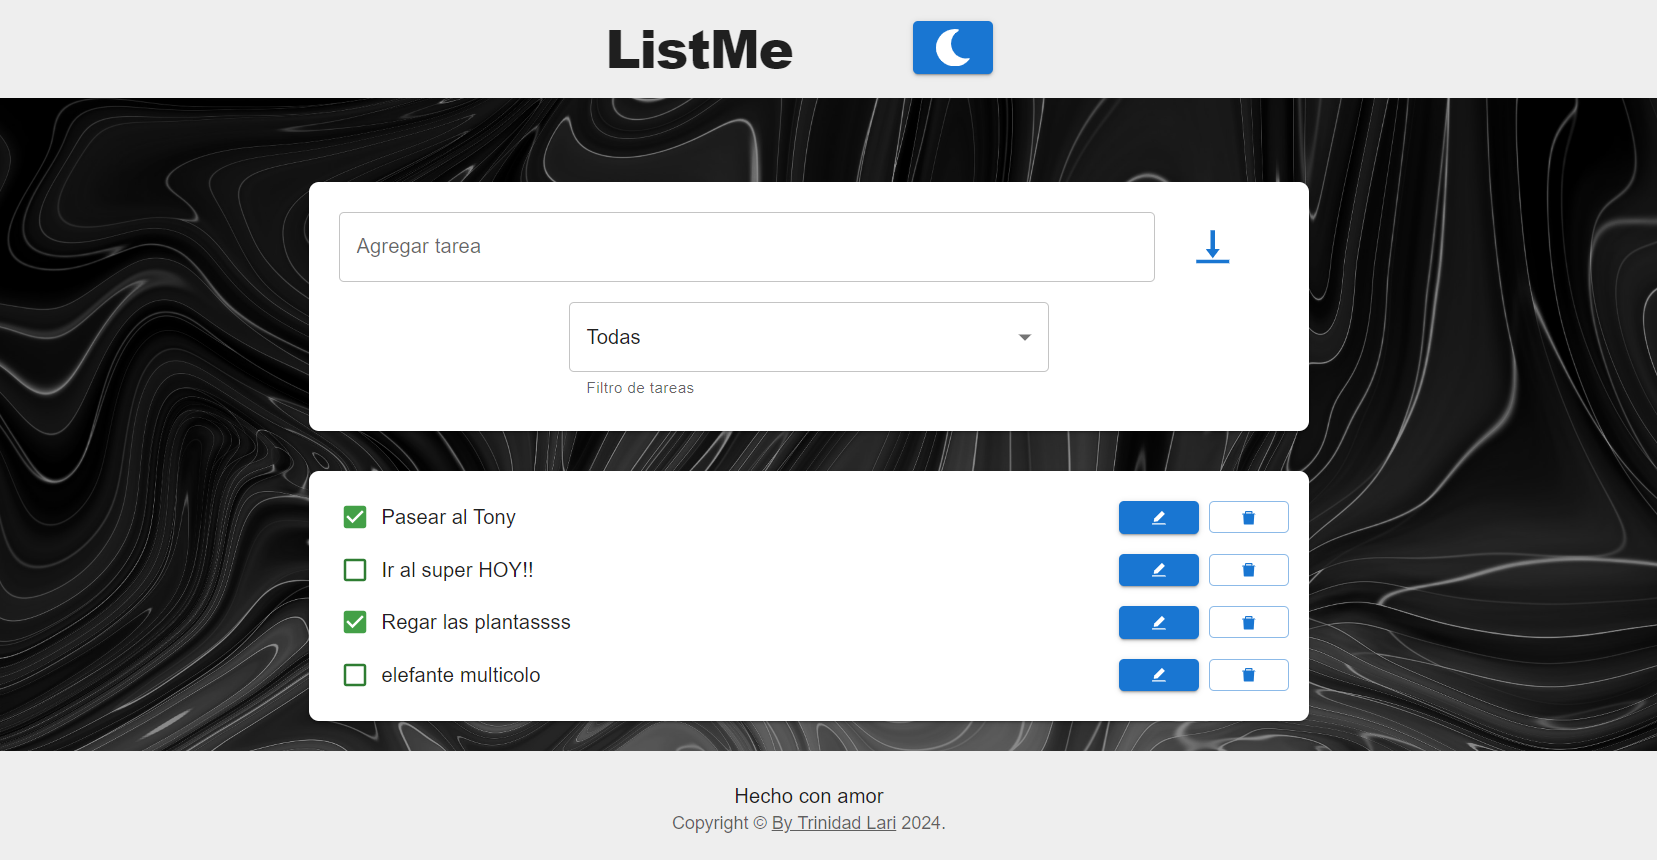 ListMe
Agregar tarea
Todas
Filtro de tareas
Pasear al Tony
Ir al super HOY!!
Regar las plantassss
elefante multicolo
Hecho con amor
Copyright © By Trinidad Lari 2024.